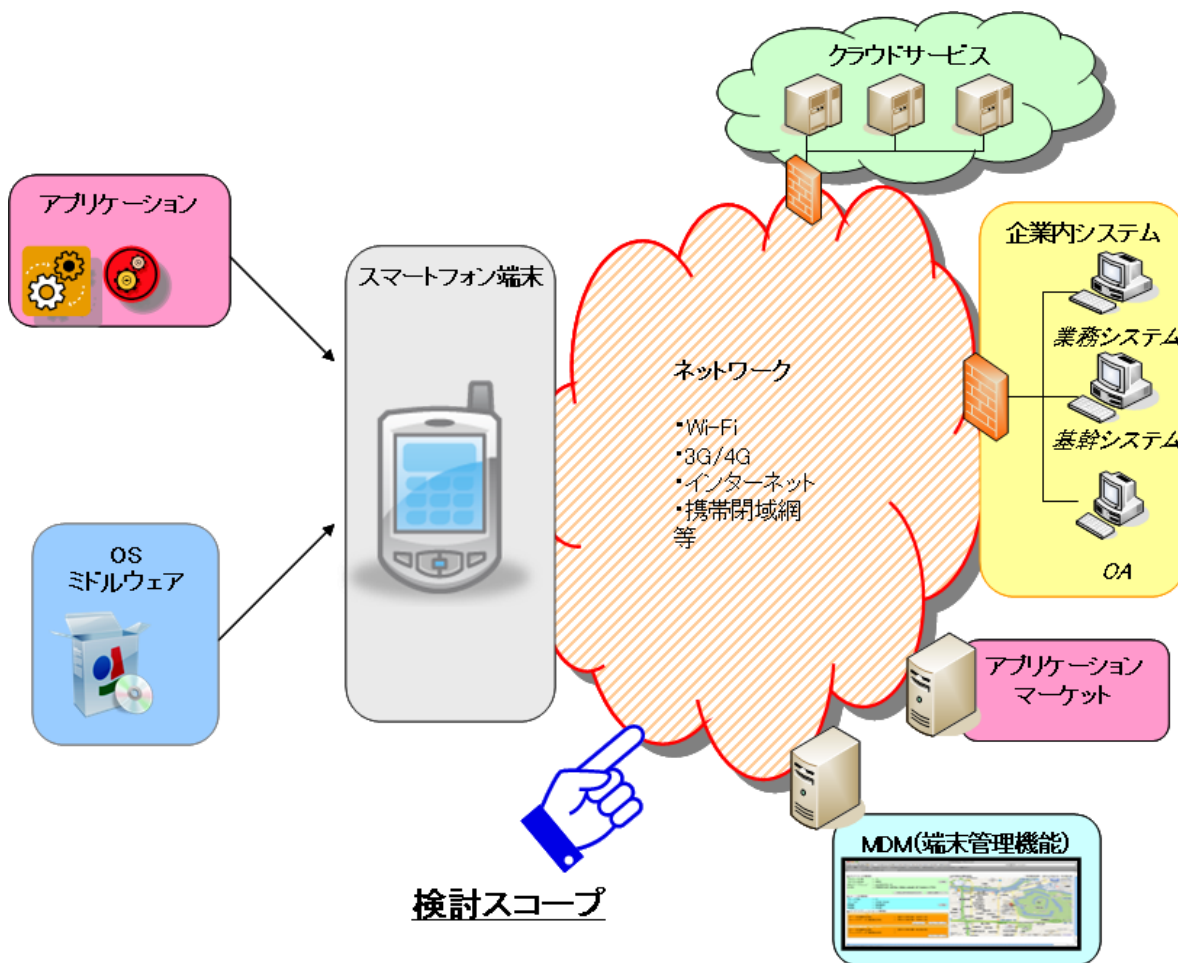 クラウドサービス
アプリケーション
企業内システム
スマートフォン端末
業務システム
ネットワーク
・Wi-Fi
・3G/4G
・インターネット
・携帯閉域網
等
基幹システム
OS
ミドルウェア
OA
アプリケーション
マーケット
MDM(端末管理機能)
検討スコープ